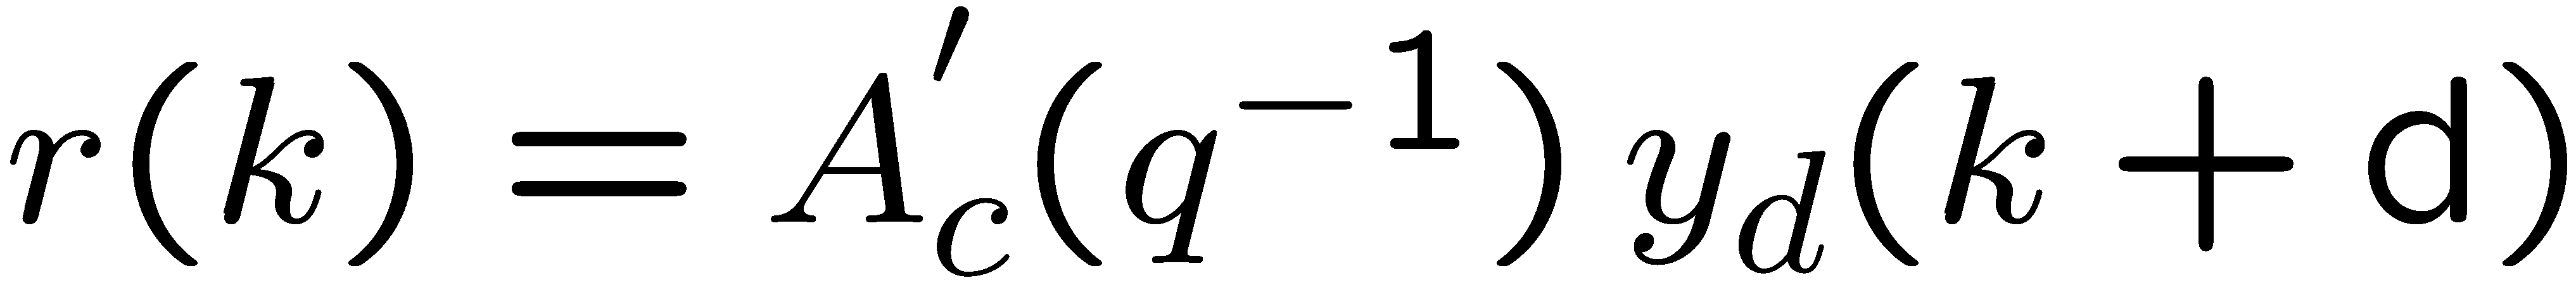 r(k) = A'_c(q^{-1}) y_d(k + d)